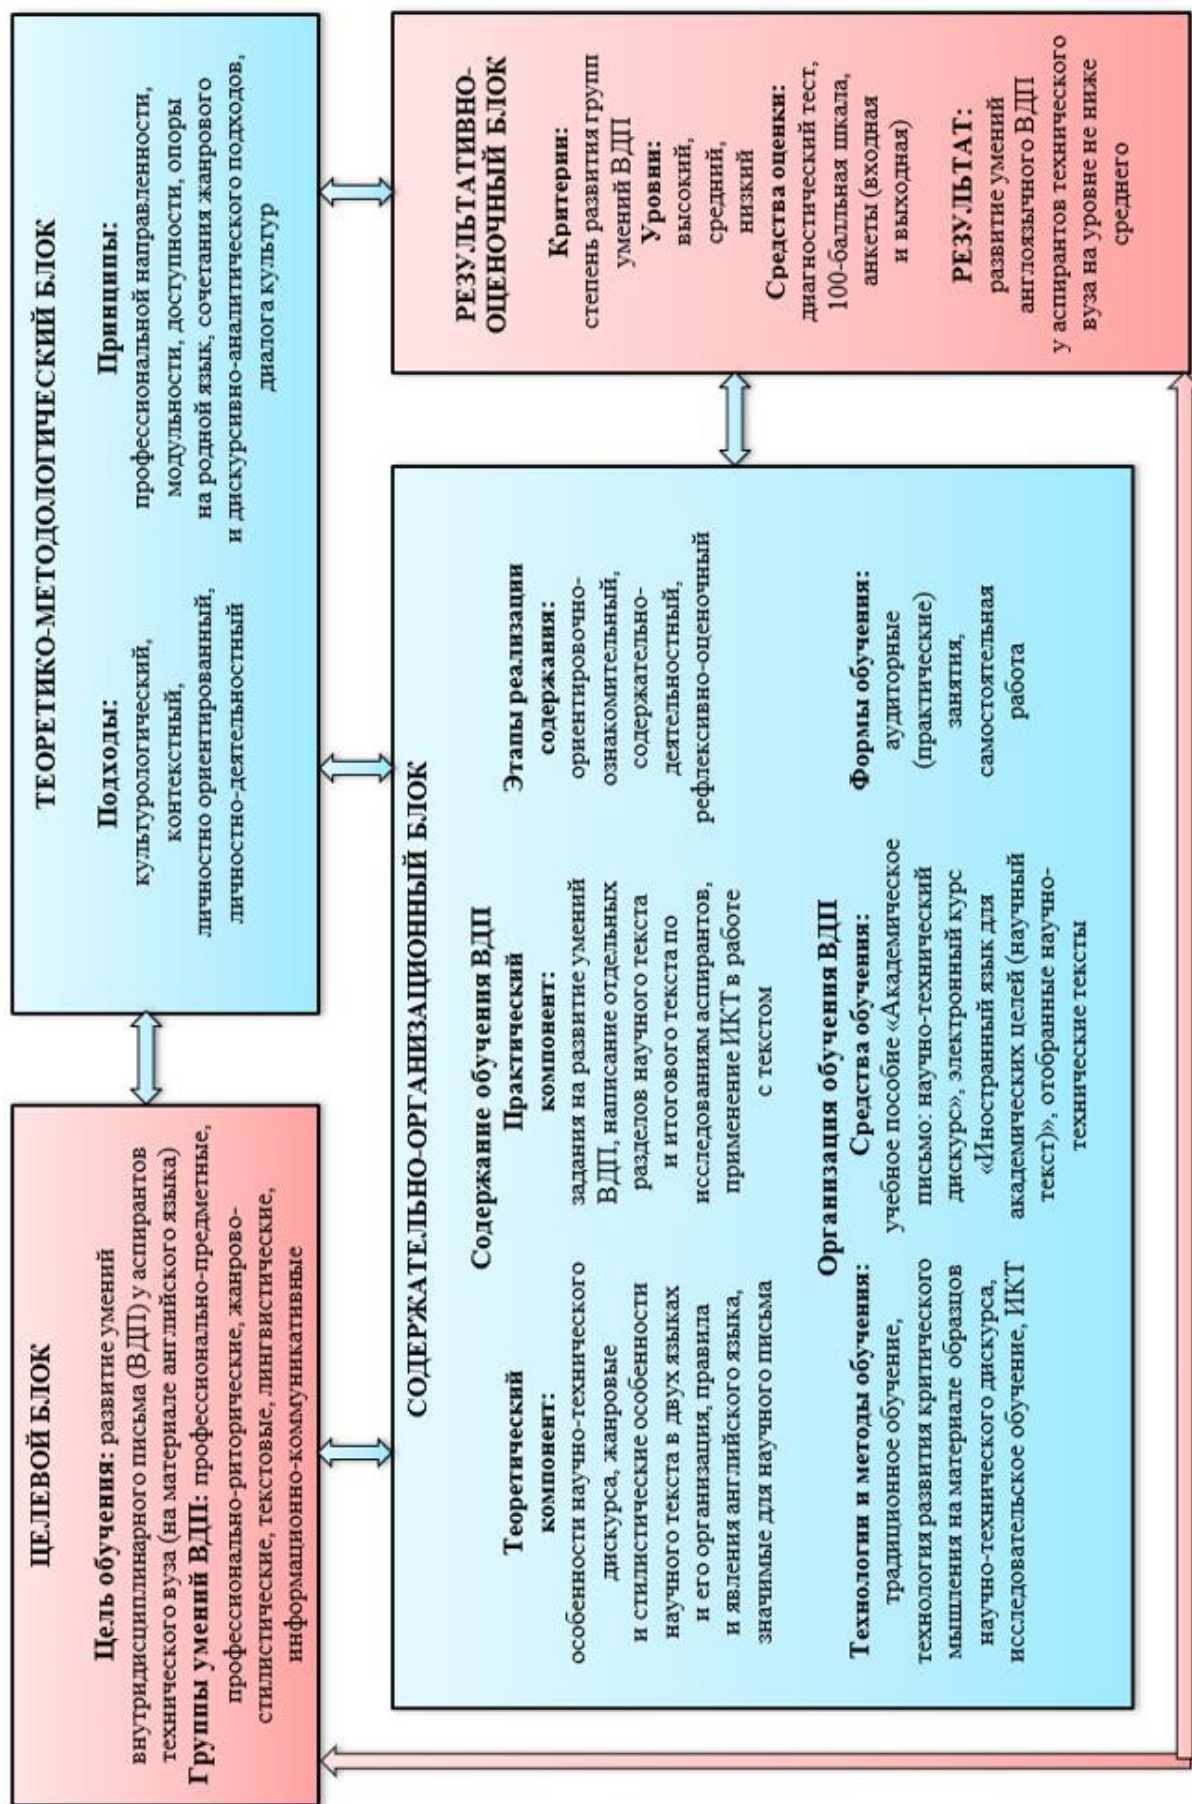 ЦЕЛЕВОЙ БЛОК
Цель обучения: развитие умений
внутридисциплинарного письма (ВДП) у аспирантов
технического вуза (на материале английского языка)
Группы умений ВДП: профессионально-предметные,
профессионально-риторические, жанрово-
стилистические, текстовые, лингвистические,
информационно-коммуникативные
ТЕОРЕТИКО-МЕТОДОЛОГИЧЕСКИЙ БЛОК
Подходы:
культурологический,
контекстный,
личностно ориентированный,
личностно-деятельностный
Принципы:
профессиональной направленности,
модульности, доступности, опоры
на родной язык, сочетания жанрового
и дискурсивно-аналитического подходов,
диалога культур
СОДЕРЖАТЕЛЬНО-ОРГАНИЗАЦИОННЫЙ БЛОК
Содержание обучения ВДП
Теоретический
компонент:
особенности научно-технического
дискурса, жанровые
и стилистические особенности
научного текста в двух языках
и его организация, правила
и явления английского языка,
значимые для научного письма
Практический
компонент:
задания на развитие умений
ВДП, написание отдельных
разделов научного текста
и итогового текста по
исследованиям аспирантов,
применение ИКТ в работе
с текстом
Этапы реализации
содержания:
ориентировочно-
ознакомительный,
содержательно-
деятельностный,
рефлексивно-оценочный
Организация обучения ВДП
Технологии и методы обучения:
традиционное обучение,
технология развития критического
мышления на материале образцов
научно-технического дискурса,
исследовательское обучение, ИКТ
Средства обучения:
учебное пособие «Академическое
письмо: научно-технический
дискурс», электронный курс
«Иностранный язык для
академических целей (научный
текст)», отобранные научно-
технические тексты
Формы обучения:
аудиторные
(практические)
занятия,
самостоятельная
работа
РЕЗУЛЬТАТИВНО-
ОЦЕНОЧНЫЙ БЛОК
Критерии:
степень развития групп
умений ВДП
Уровни:
высокий,
средний,
низкий
Средства оценки:
диагностический тест,
100-балльная шкала,
анкеты (входная
и выходная)
РЕЗУЛЬТАТ:
развитие умений
англоязычного ВДП
у аспирантов технического
вуза на уровне не ниже
среднего